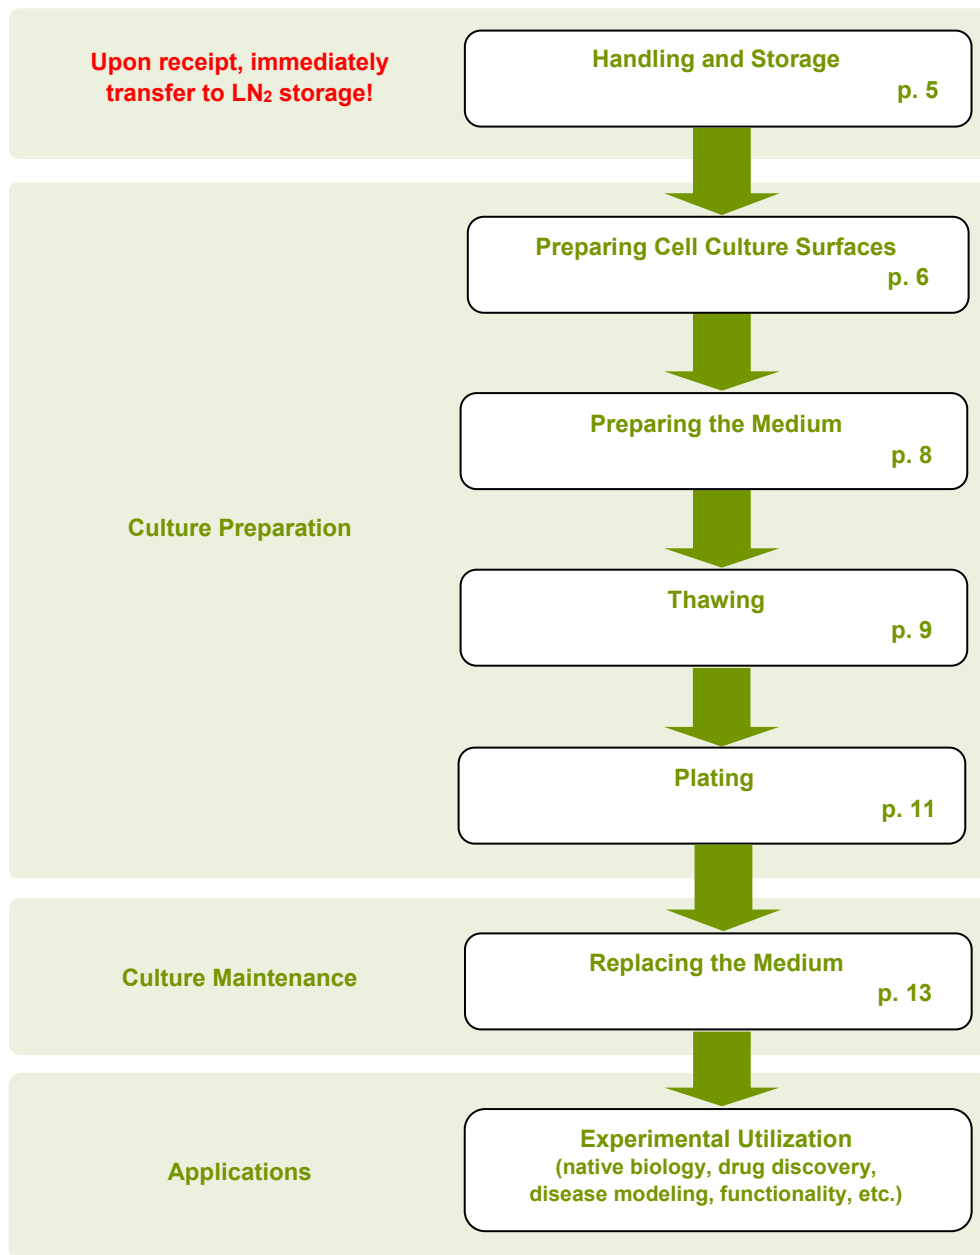 Upon receipt, immediately
transfer to LN₂ storage!
Handling and Storage
p. 5
Preparing Cell Culture Surfaces
p. 6
Preparing the Medium
p. 8
Culture Preparation
Thawing
p. 9
Plating
p. 11
Culture Maintenance
Replacing the Medium
p. 13
Applications
Experimental Utilization
(native biology, drug discovery,
disease modeling, functionality, etc.)